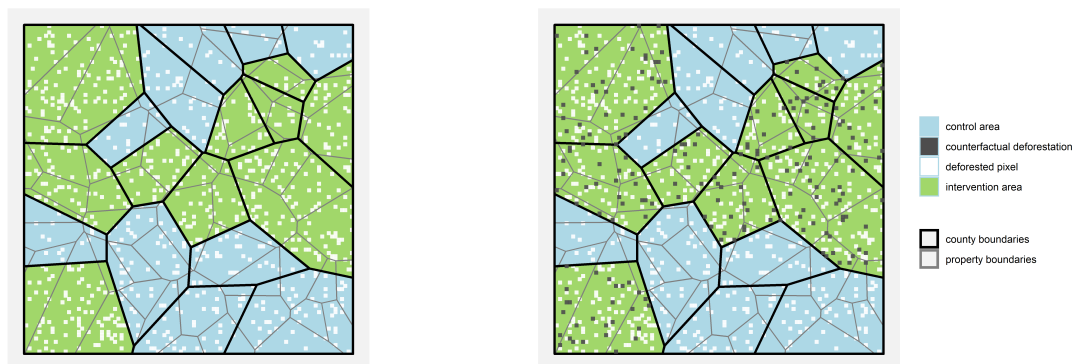 control area
counterfactual deforestation
deforested pixel
intervention area
county boundaries
property boundaries